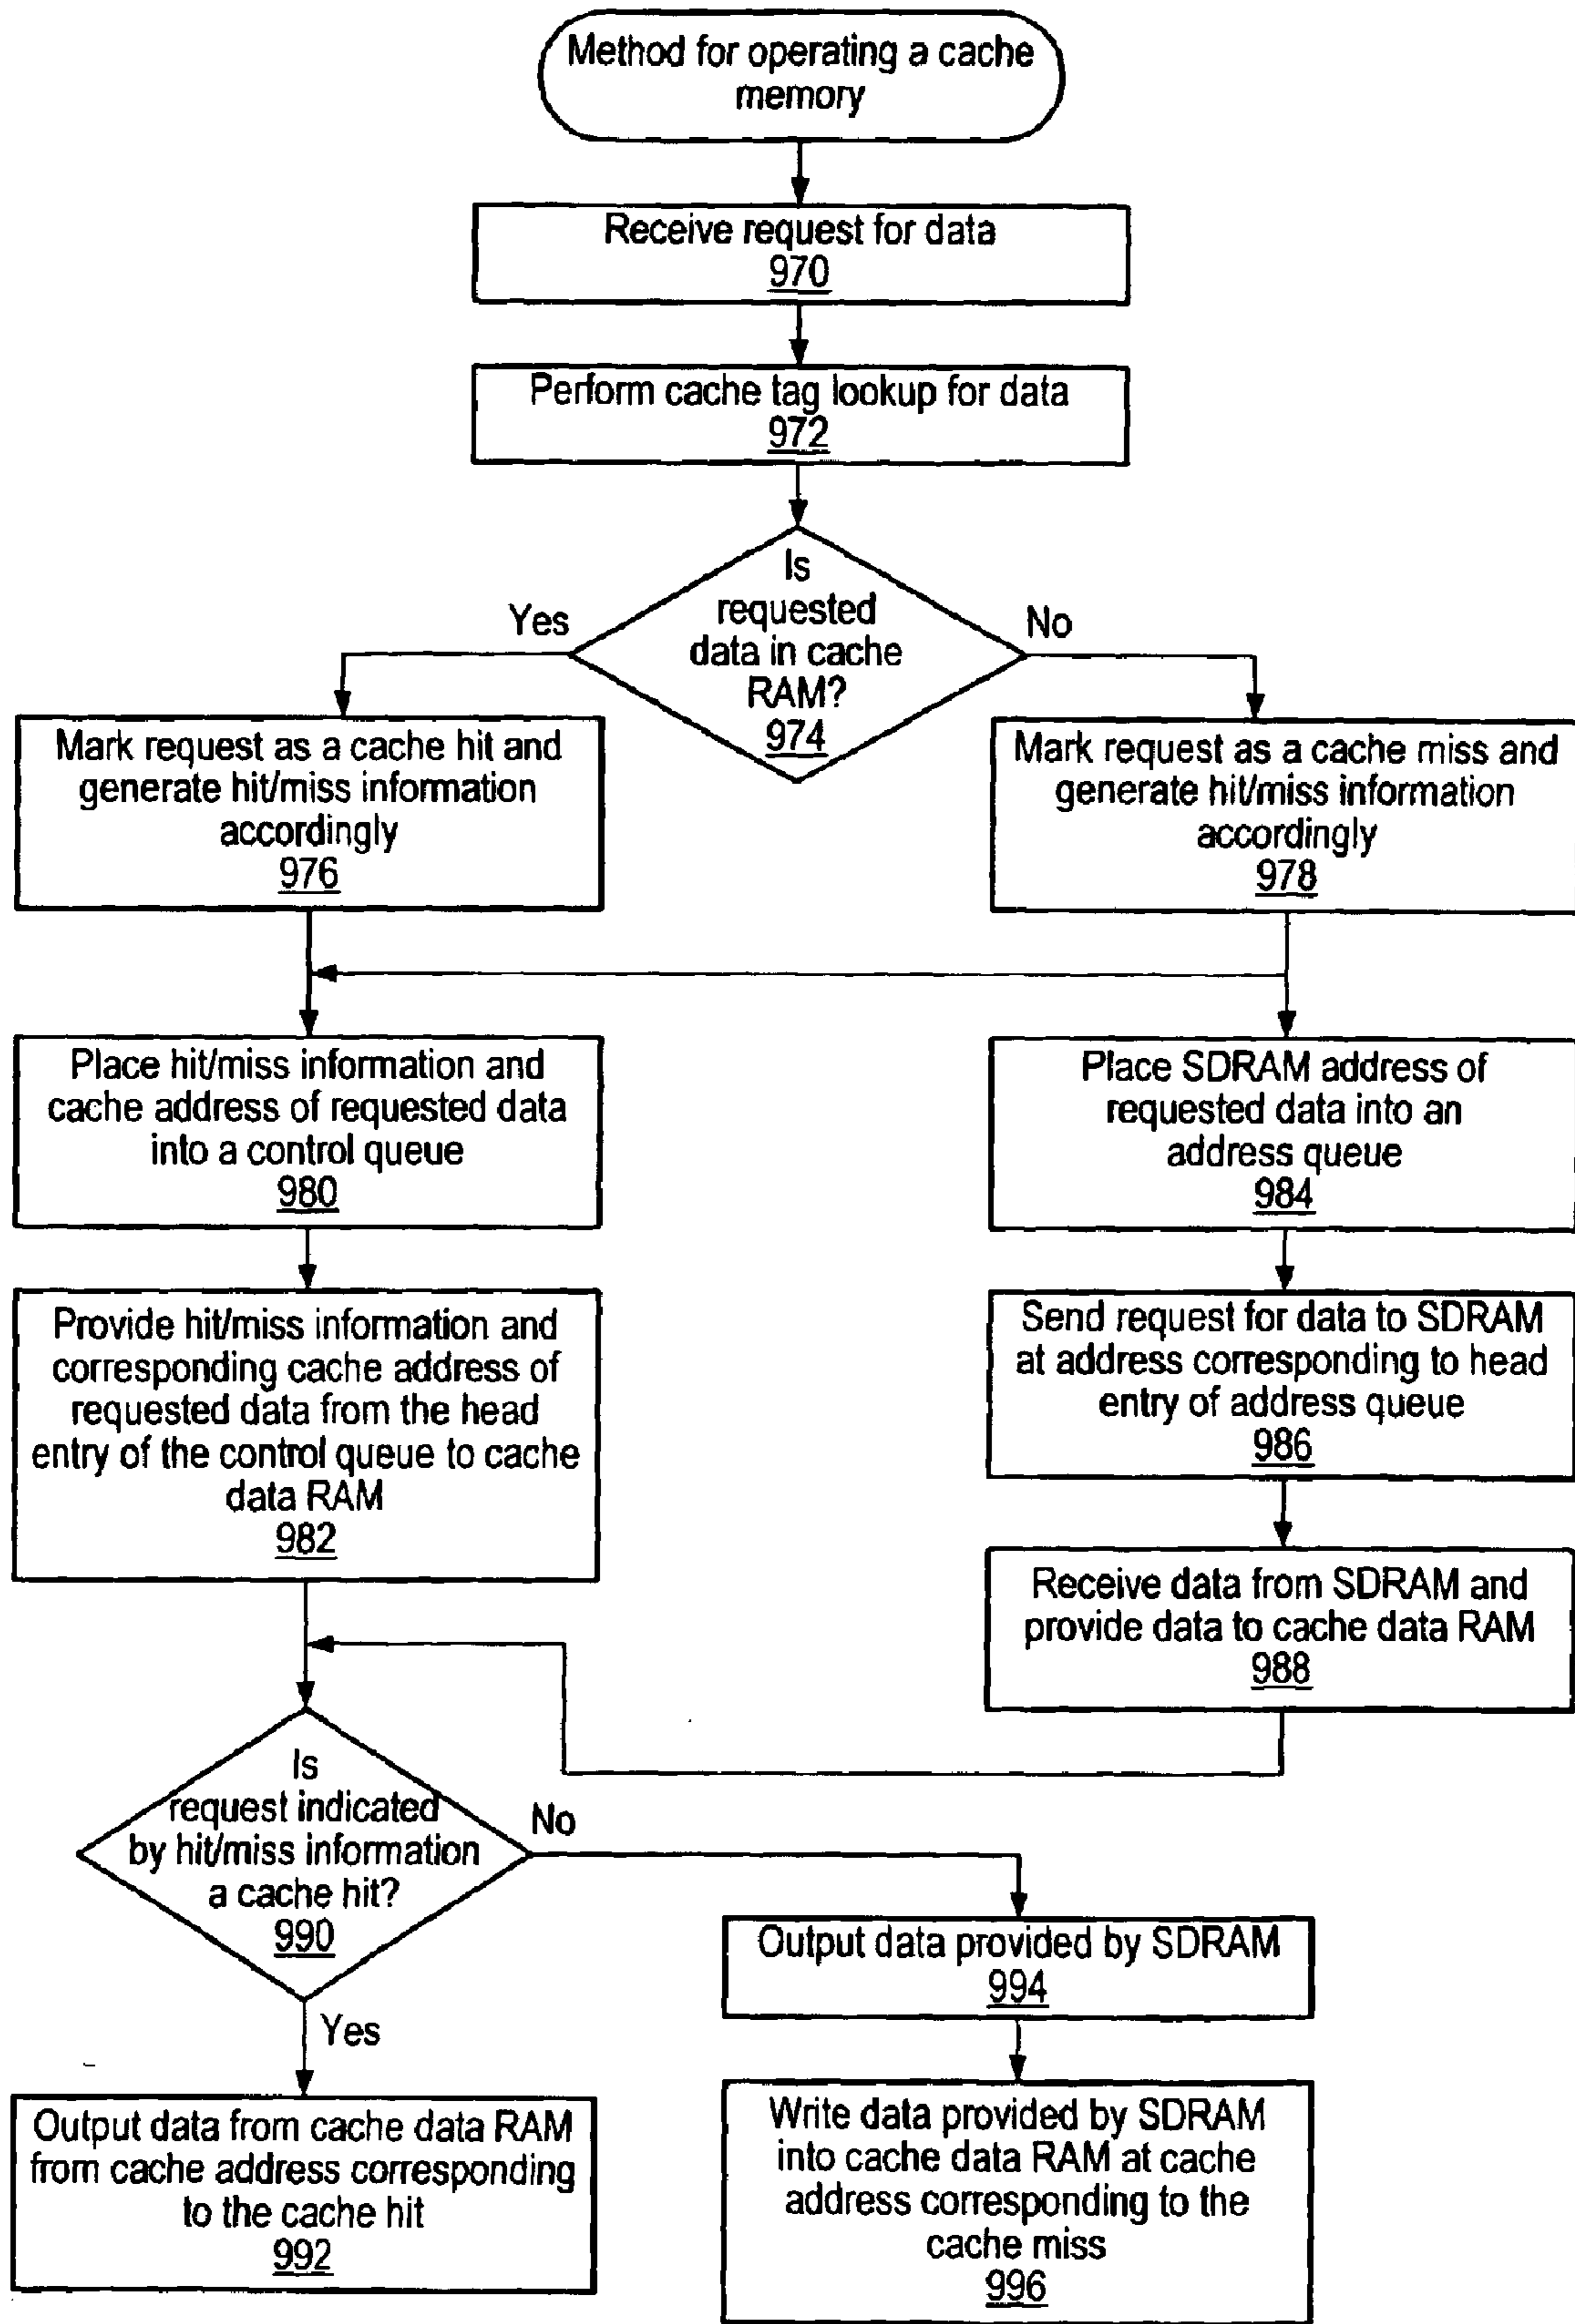 Method for operating a cache
memory
Receive request for data
970
Perform cache tag lookup for data
972
Is
requested
data in cache
RAM?
974
Yes
No
Mark request as a cache hit and
generate hit/miss information
accordingly
976
Mark request as a cache miss and
generate hit/miss information
accordingly
978
Place hit/miss information and
cache address of requested data
into a control queue
980
Place SDRAM address of
requested data into an
address queue
984
Provide hit/miss information and
corresponding cache address of
requested data from the head
entry of the control queue to cache
data RAM
982
Send request for data to SDRAM
at address corresponding to head
entry of address queue
986
Receive data from SDRAM and
provide data to cache data RAM
988
Is
request indicated
by hit/miss information
a cache hit?
990
No
Yes
Output data provided by SDRAM
994
Output data from cache data RAM
from cache address corresponding
to the cache hit
992
Write data provided by SDRAM
into cache data RAM at cache
address corresponding to the
cache miss
996